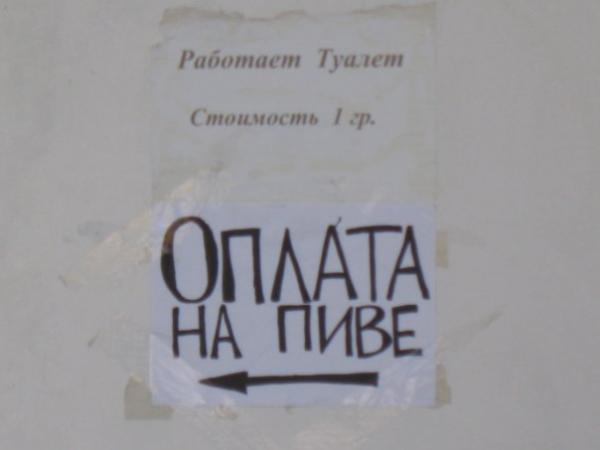 Работает Туалет
Стоимость 1 гр.
ОПЛАТА
НА ПИВЕ